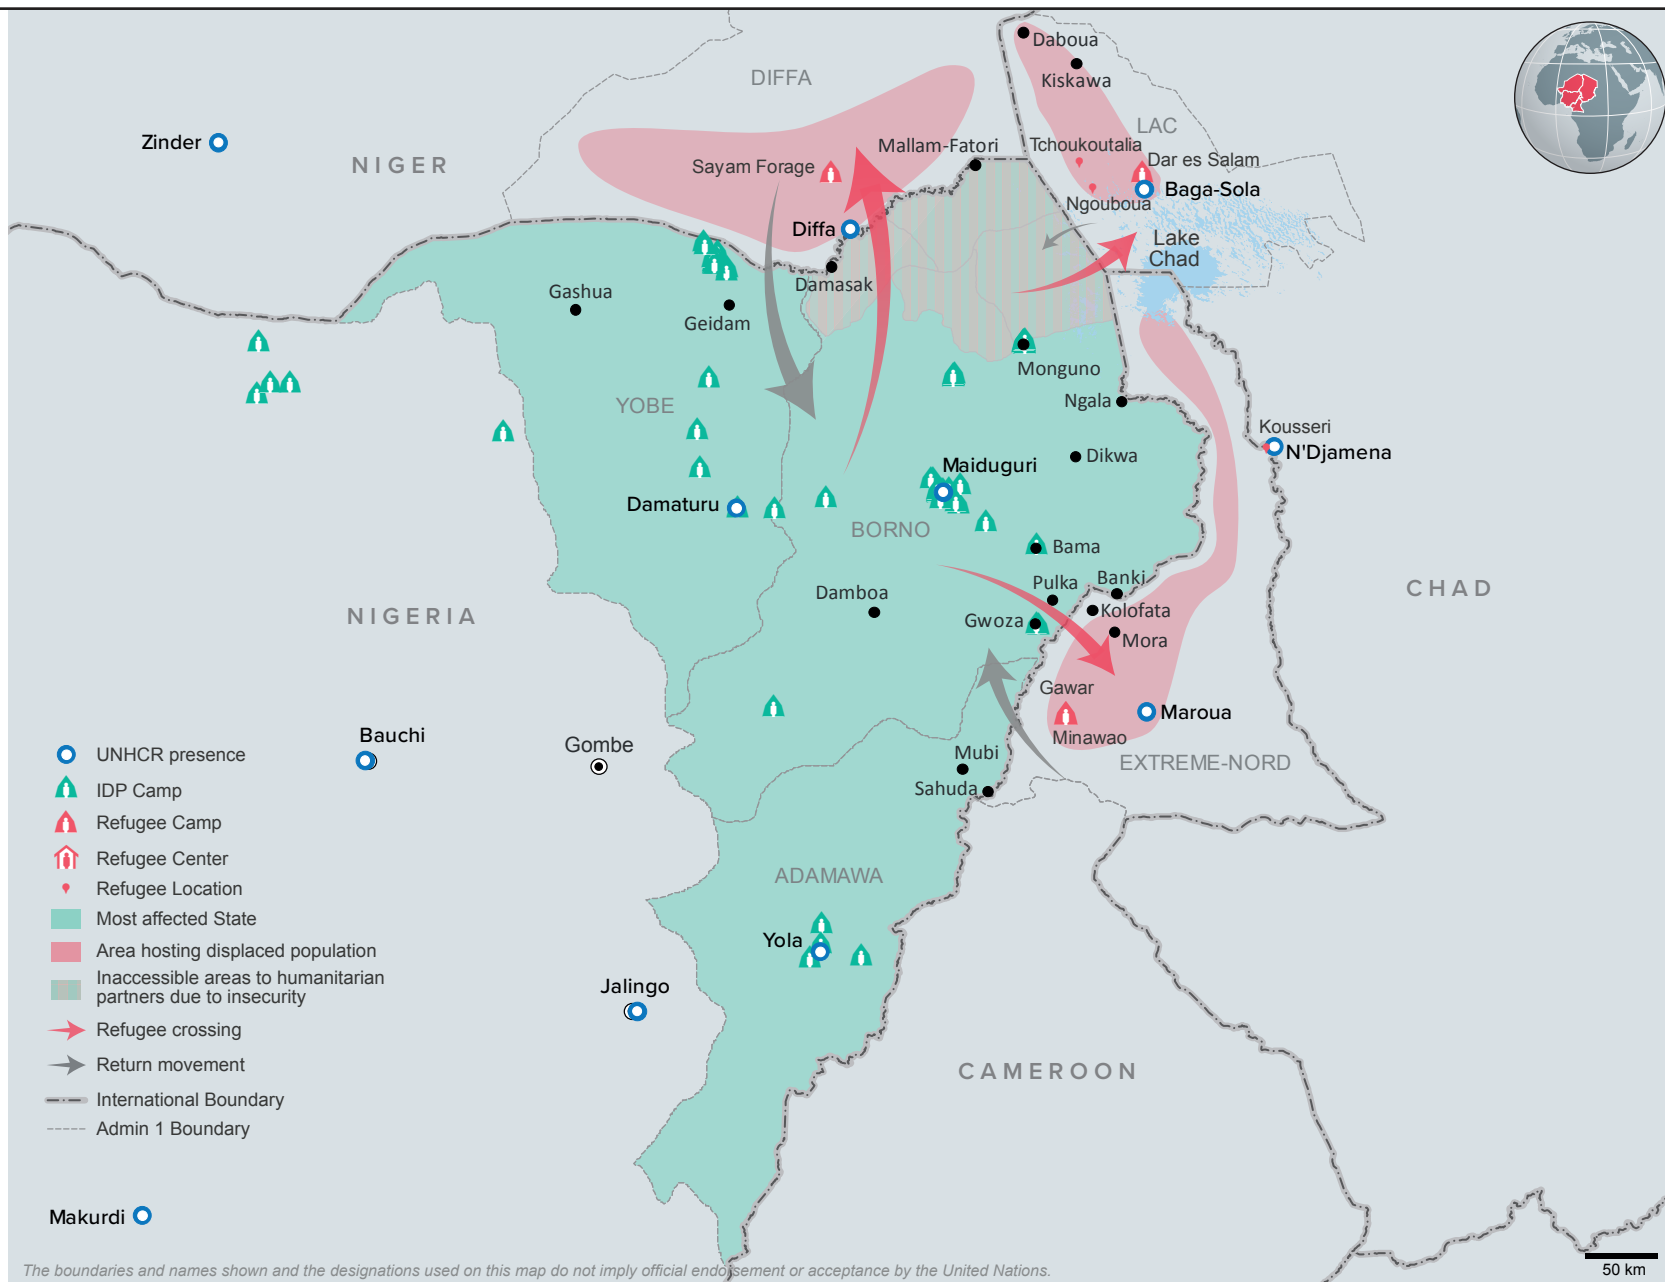 Daboua
Kiskawa
DIFFA
LAC
Zinder
NIGER
Mallam-Fatori
Tchoukoutalia
Dar es Salam
Sayam Forage
Baga-Sola
Ngouboua
Diffa
Lake
Chad
Damasak
Gashua
Geidam
Monguno
Ngala
YOBE
Kousseri
N'Djamena
Dikwa
Maiduguri
Damaturu
BORNO
Bama
Pulka
Banki
CHAD
Damboa
Kolofata
NIGERIA
Gwoza
Mora
Gawar
Maroua
Minawao
Bauchi
Gombe
Mubi
EXTREME-NORD
Sahuda
ADAMAWA
Yola
Jalingo
CAMEROON
Makurdi
UNHCR presence
IDP Camp
Refugee Camp
Refugee Center
Refugee Location
Most affected State
Area hosting displaced population
Inaccessible areas to humanitarian
partners due to insecurity
Refugee crossing
Return movement
International Boundary
Admin 1 Boundary
The boundaries and names shown and the designations used on this map do not imply official endorsement or acceptance by the United Nations.
50 km